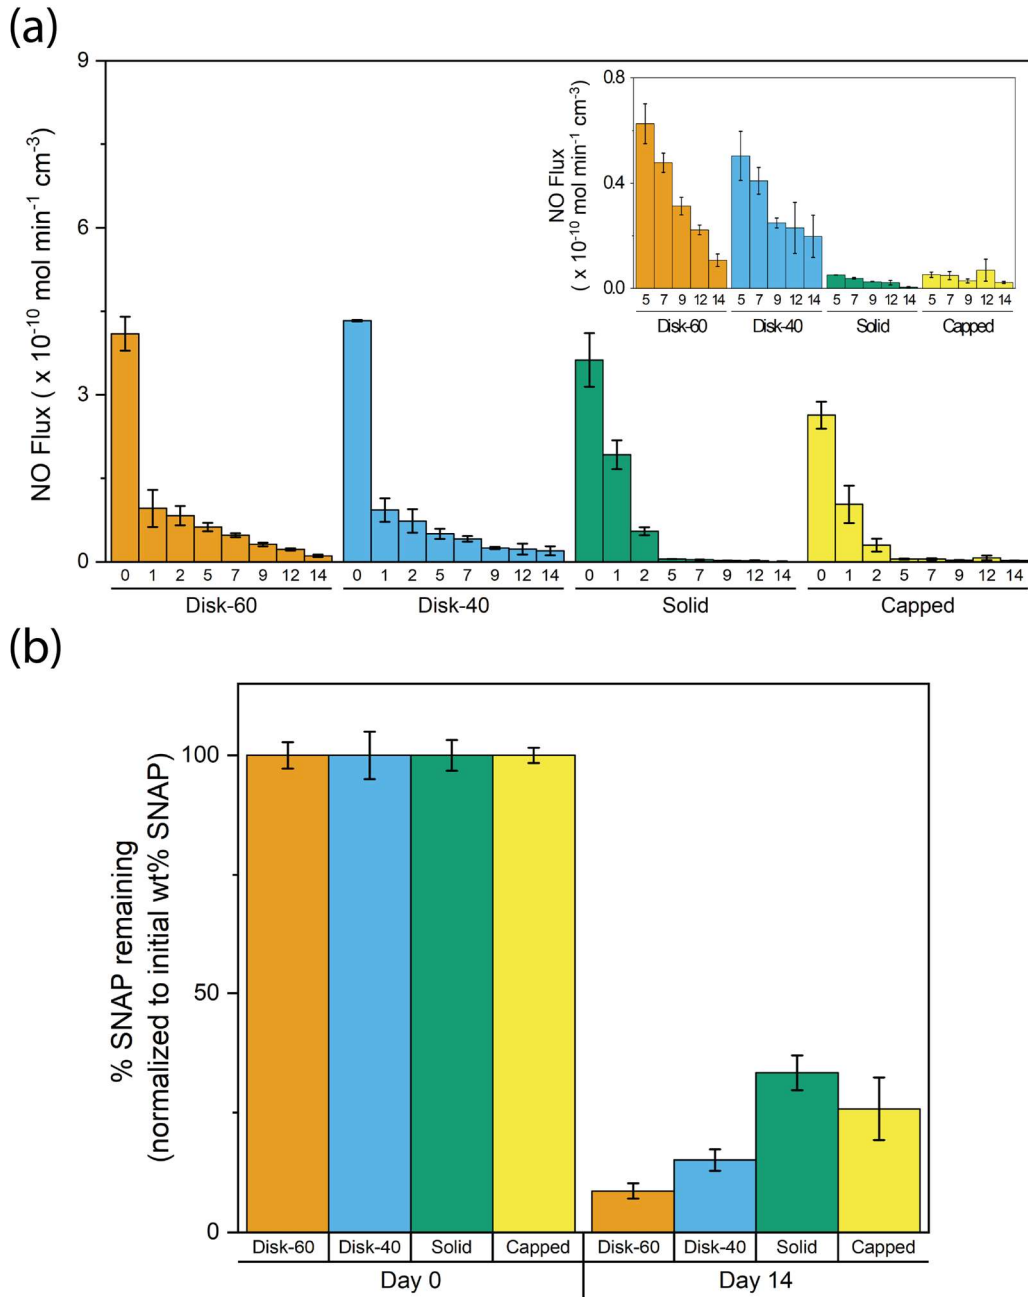 (a)
9
6
3
0
NO Flux ( x 10⁻¹⁰ mol min⁻¹ cm⁻³)
0 1 2 5 7 9 12 14 0 1 2 5 7 9 12 14 0 1 2 5 7 9 12 14 0 1 2 5 7 9 12 14
Disk-60 Disk-40 Solid Capped
0.8
0.4
0.0
NO Flux
( x 10⁻¹⁰ mol min⁻¹ cm⁻³)
5 7 9 12 14 5 7 9 12 14 5 7 9 12 14 5 7 9 12 14
Disk-60 Disk-40 Solid Capped
(b)
100
50
0
% SNAP remaining
(normalized to initial wt% SNAP)
Disk-60 Disk-40 Solid Capped Disk-60 Disk-40 Solid Capped
Day 0 Day 14